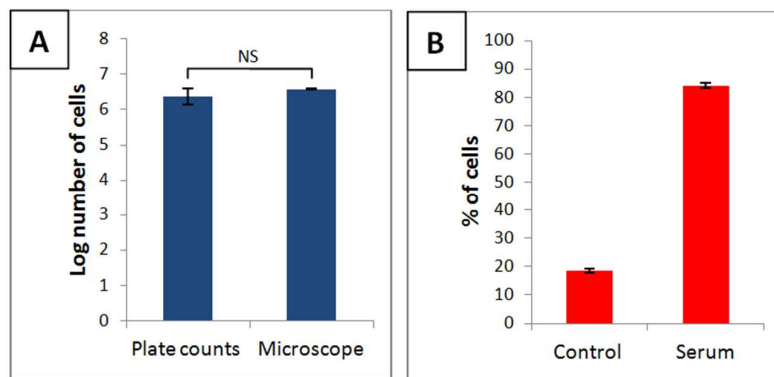 A
Log number of cells
8
7
6
5
4
3
2
1
0
NS
Plate counts
Microscope
B
% of cells
100
90
80
70
60
50
40
30
20
10
0
Control
Serum